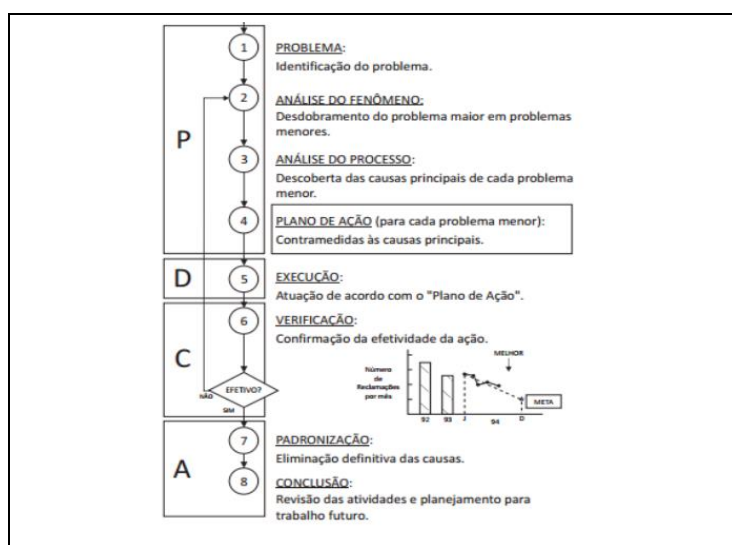 P
1
PROBLEMA:
Identificação do problema.
2
ANÁLISE DO FENÔMENO:
Desdobramento do problema maior em problemas
menores.
3
ANÁLISE DO PROCESSO:
Descoberta das causas principais de cada problema
menor.
4
PLANO DE AÇÃO (para cada problema menor):
Contramedidas às causas principais.
D
5
EXECUÇÃO:
Atuação de acordo com o "Plano de Ação".
C
6
VERIFICAÇÃO:
Confirmação da efetividade da ação.
EFETIVO?
NÃO
SIM
MELHOR
Número
de
Reclamações
por mês
META
92 93 J 94 D
A
7
PADRONIZAÇÃO:
Eliminação definitiva das causas.
8
CONCLUSÃO:
Revisão das atividades e planejamento para
trabalho futuro.